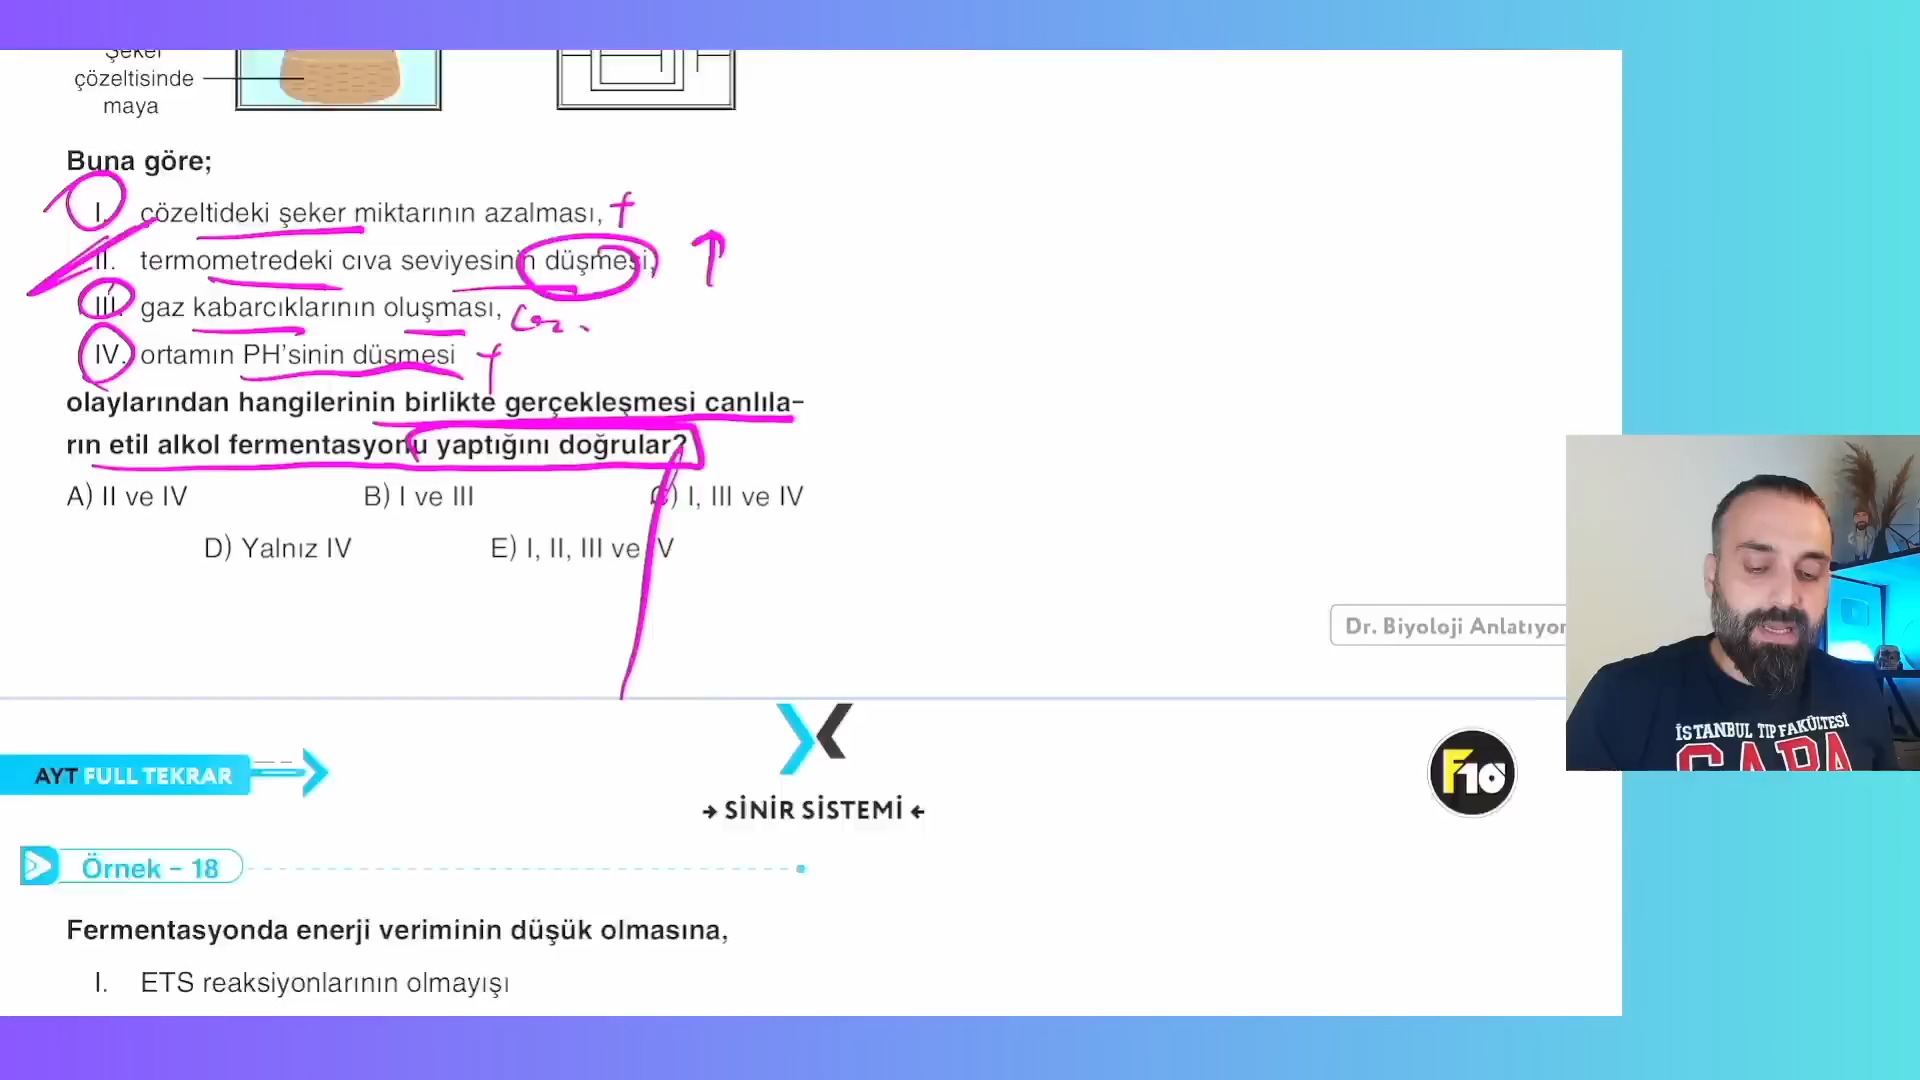 Şeker
çözeltisinde
maya
Buna göre;
I. çözeltideki şeker miktarının azalması, +
II. termometredeki cıva seviyesinin düşmesi, ↑
III. gaz kabarcıklarının oluşması,
IV. ortamın PH'sinin düşmesi +
olaylarından hangilerinin birlikte gerçekleşmesi canlıla-
rın etil alkol fermentasyonu yaptığını doğrular?
A) II ve IV B) I ve III C) I, III ve IV
D) Yalnız IV E) I, II, III ve IV
Dr. Biyoloji Anlatıyor
İSTANBUL TIP FAKÜLTESİ
ÇAPA
AYT FULL TEKRAR
F10
→ SİNİR SİSTEMİ ←
Örnek - 18
Fermentasyonda enerji veriminin düşük olmasına,
I. ETS reaksiyonlarının olmayışı